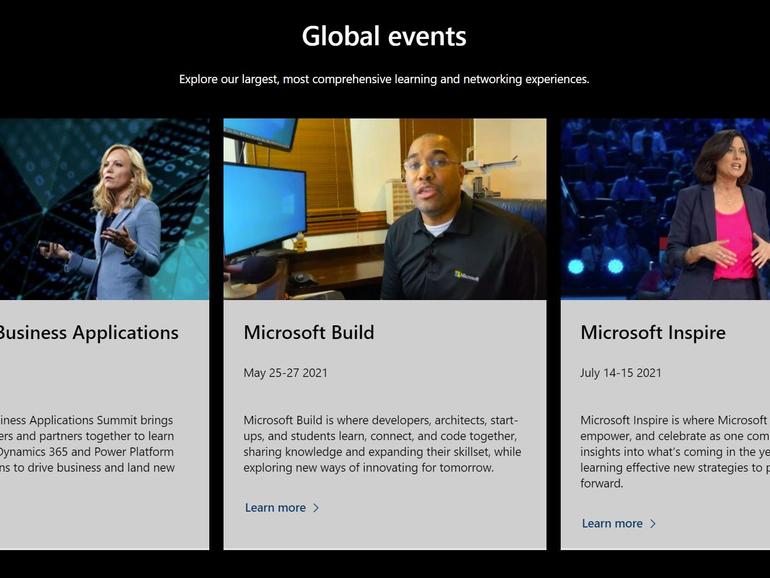 Global events
Explore our largest, most comprehensive learning and networking experiences.
Microsoft
Business Applications
iness Applications Summit brings
ers and partners together to learn
Dynamics 365 and Power Platform
ns to drive business and land new
Microsoft Build
May 25-27 2021
Microsoft Build is where developers, architects, start-
ups, and students learn, connect, and code together,
sharing knowledge and expanding their skillset, while
exploring new ways of innovating for tomorrow.
Learn more
Microsoft Inspire
July 14-15 2021
Microsoft Inspire is where Microsoft
empower, and celebrate as one com
insights into what's coming in the ye
learning effective new strategies to p
forward.
Learn more